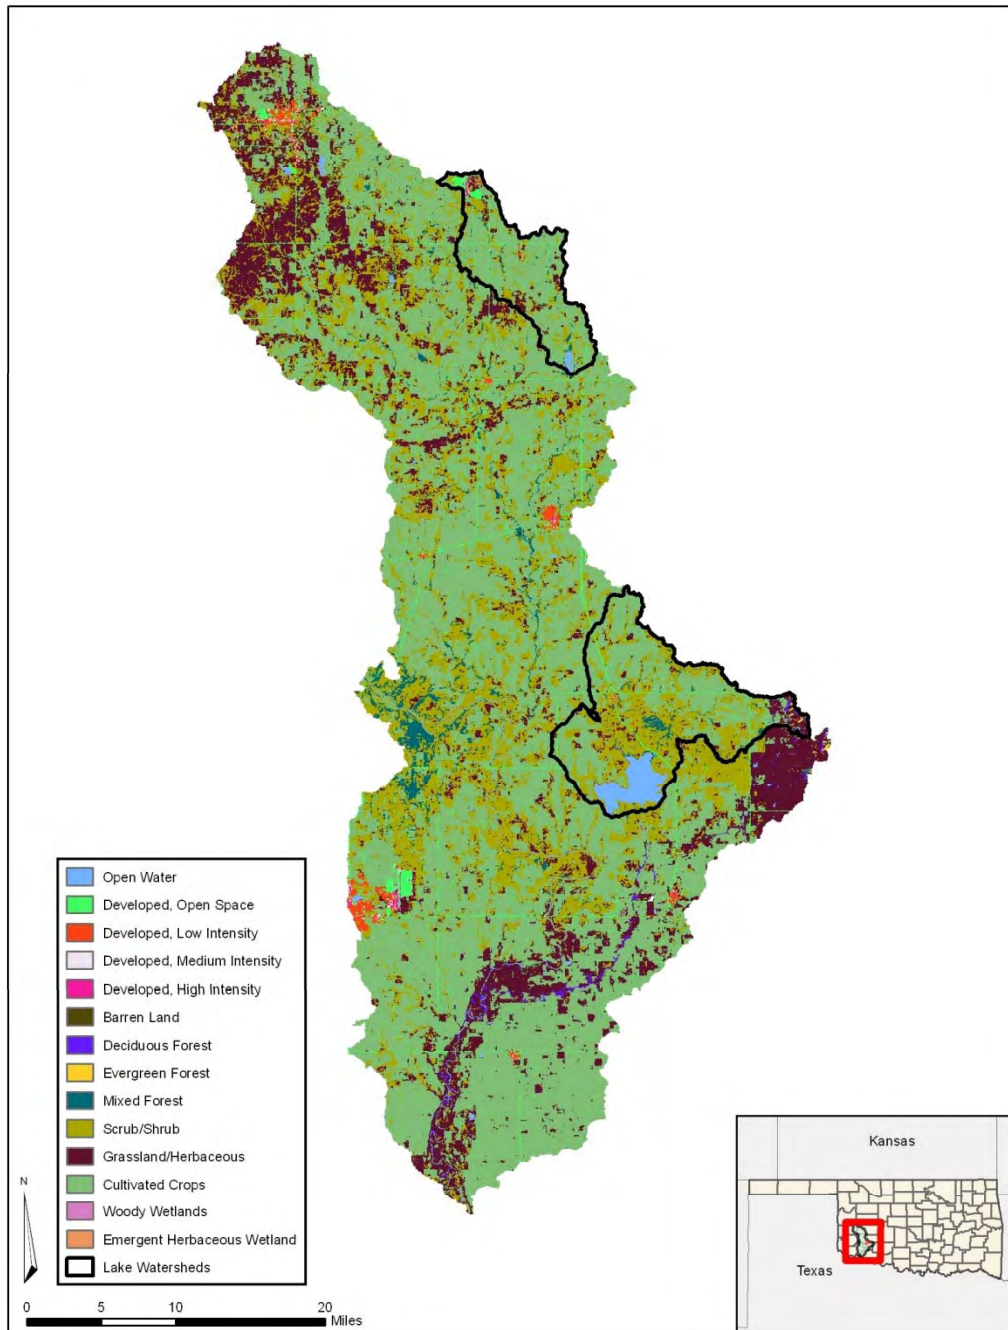 Open Water
Developed, Open Space
Developed, Low Intensity
Developed, Medium Intensity
Developed, High Intensity
Barren Land
Deciduous Forest
Evergreen Forest
Mixed Forest
Scrub/Shrub
Grassland/Herbaceous
Cultivated Crops
Woody Wetlands
Emergent Herbaceous Wetland
Lake Watersheds
N
0 5 10 20
Miles
Kansas
Texas